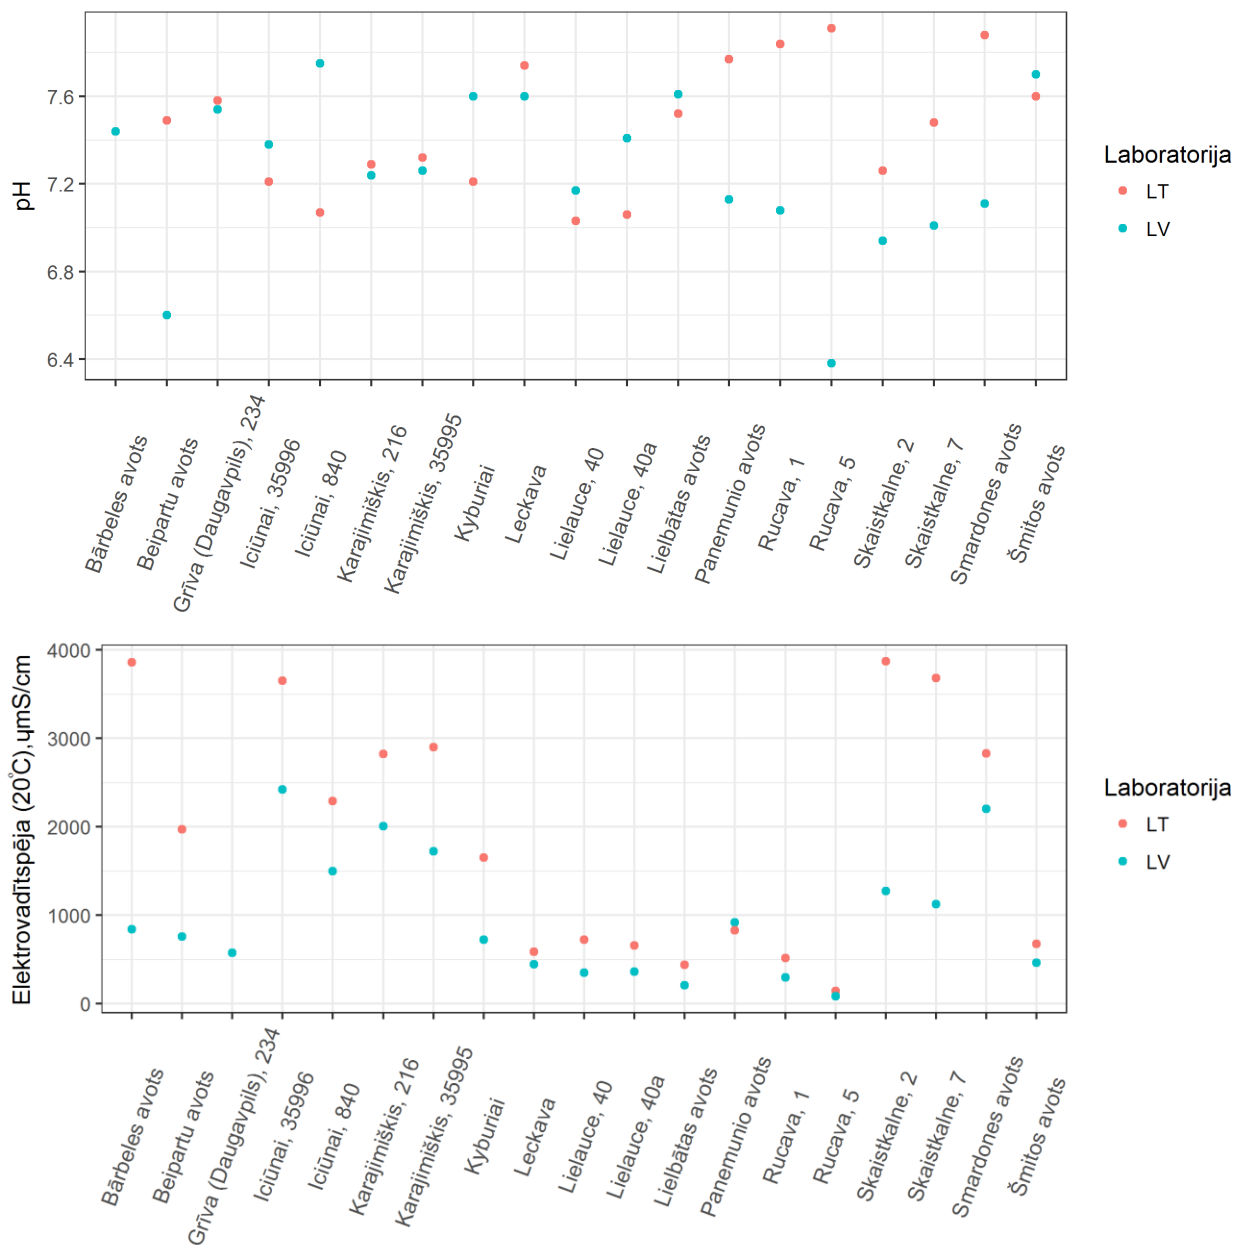 pH
7.6
7.2
6.8
6.4
Bārbeles avots
Beipartu avots
Grīva (Daugavpils), 234
Iciūnai, 35996
Iciūnai, 840
Karajimiškis, 216
Karajimiškis, 35995
Kyburiai
Leckava
Lielauce, 40
Lielauce, 40a
Lielbātas avots
Panemunio avots
Rucava, 1
Rucava, 5
Skaistkalne, 2
Skaistkalne, 7
Smardones avots
Šmitos avots
Laboratorija
LT
LV
Elektrovadītspēja (20°C),ųmS/cm
4000
3000
2000
1000
0
Bārbeles avots
Beipartu avots
Grīva (Daugavpils), 234
Iciūnai, 35996
Iciūnai, 840
Karajimiškis, 216
Karajimiškis, 35995
Kyburiai
Leckava
Lielauce, 40
Lielauce, 40a
Lielbātas avots
Panemunio avots
Rucava, 1
Rucava, 5
Skaistkalne, 2
Skaistkalne, 7
Smardones avots
Šmitos avots
Laboratorija
LT
LV